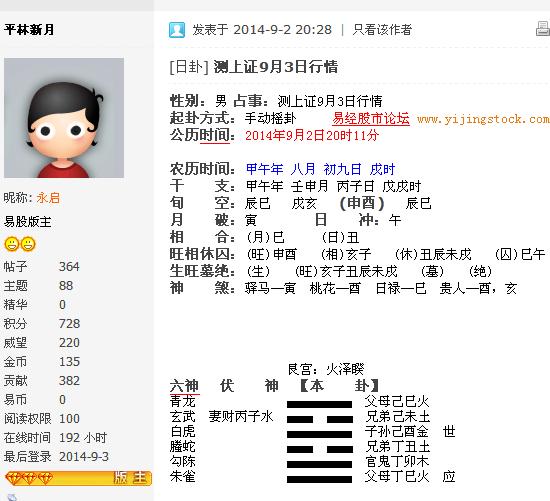 平林新月
发表于 2014-9-2 20:28 | 只看该作者
[日卦] 测上证9月3日行情
性别：男 占事：测上证9月3日行情
起卦方式：手动摇卦 易经股市论坛 www.yijingstock.com
公历时间：2014年9月2日20时11分
农历时间：甲午年 八月 初九日 戌时
干 支：甲午年 壬申月 丙子日 戊戌时
旬 空：辰巳 戌亥 (申酉) 辰巳
月 破：寅 日 冲：午
相 合：(月)巳 (日)丑
旺相休囚：(旺)申酉 (相)亥子 (休)丑辰未戌 (囚)巳午
生旺墓绝：(生) (旺)亥子丑辰未戌 (墓) (绝)
神 煞：驿马—寅 桃花—酉 日禄—巳 贵人—酉，亥
昵称: 永启
易股版主
帖子 364
主题 88
精华 0
积分 728
威望 220
金币 135
贡献 382
易币 0
阅读权限 100
在线时间 192 小时
最后登录 2014-9-3
版 主
艮宫：火泽睽
六神 伏 神 【本 卦】
青龙 父母己巳火
玄武 妻财丙子水 兄弟己未土
白虎 子孙己酉金 世
螣蛇 兄弟丁丑土
勾陈 官鬼丁卯木
朱雀 父母丁巳火 应